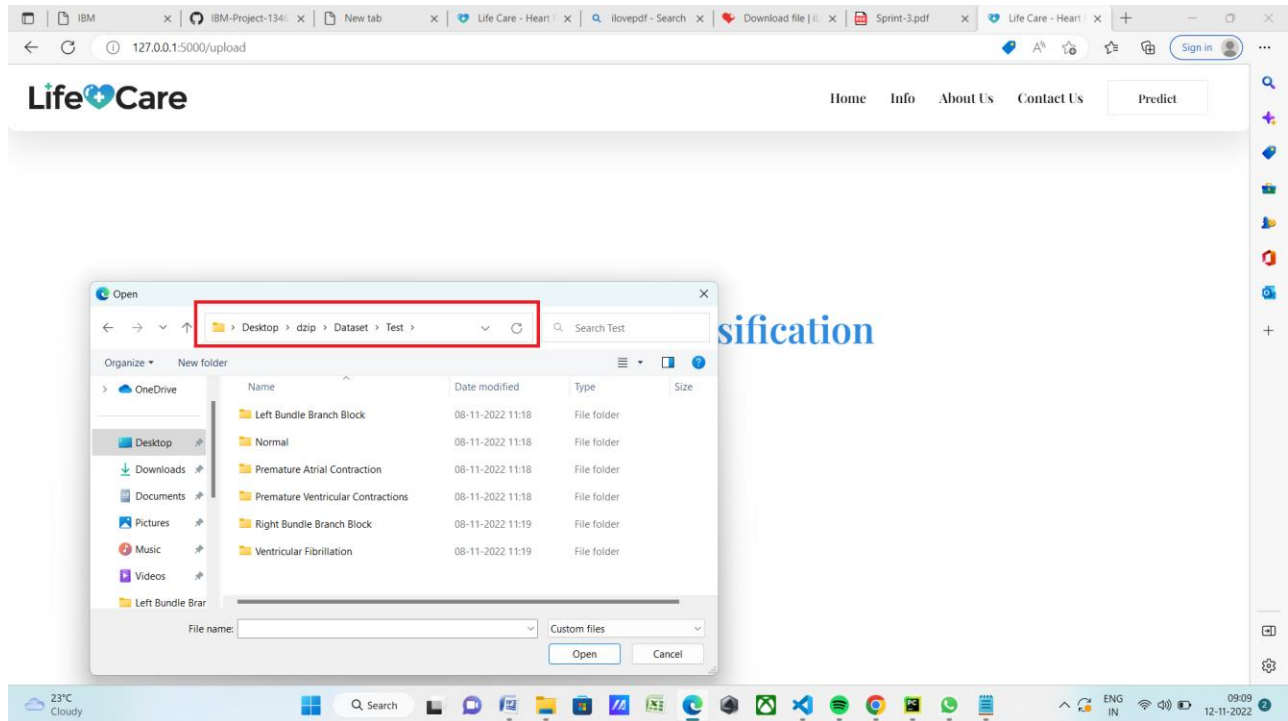 IBM
IBM-Project-1346
New tab
Life Care - Heart
ilovepdf - Search
Download file | iL
Sprint-3.pdf
Life Care - Heart
127.0.0.1:5000/upload
Sign in
Life Care
Home Info About Us Contact Us Predict
sification
Open
Desktop > dzip > Dataset > Test >
Search Test
Organize New folder
Name Date modified Type Size
OneDrive
Desktop
Downloads
Documents
Pictures
Music
Videos
Left Bundle Brar
Left Bundle Branch Block 08-11-2022 11:18 File folder
Normal 08-11-2022 11:18 File folder
Premature Atrial Contraction 08-11-2022 11:18 File folder
Premature Ventricular Contractions 08-11-2022 11:18 File folder
Right Bundle Branch Block 08-11-2022 11:19 File folder
Ventricular Fibrillation 08-11-2022 11:19 File folder
File name: Custom files
Open Cancel
23°C
Cloudy
Search
ENG
IN
09:09
12-11-2022
2